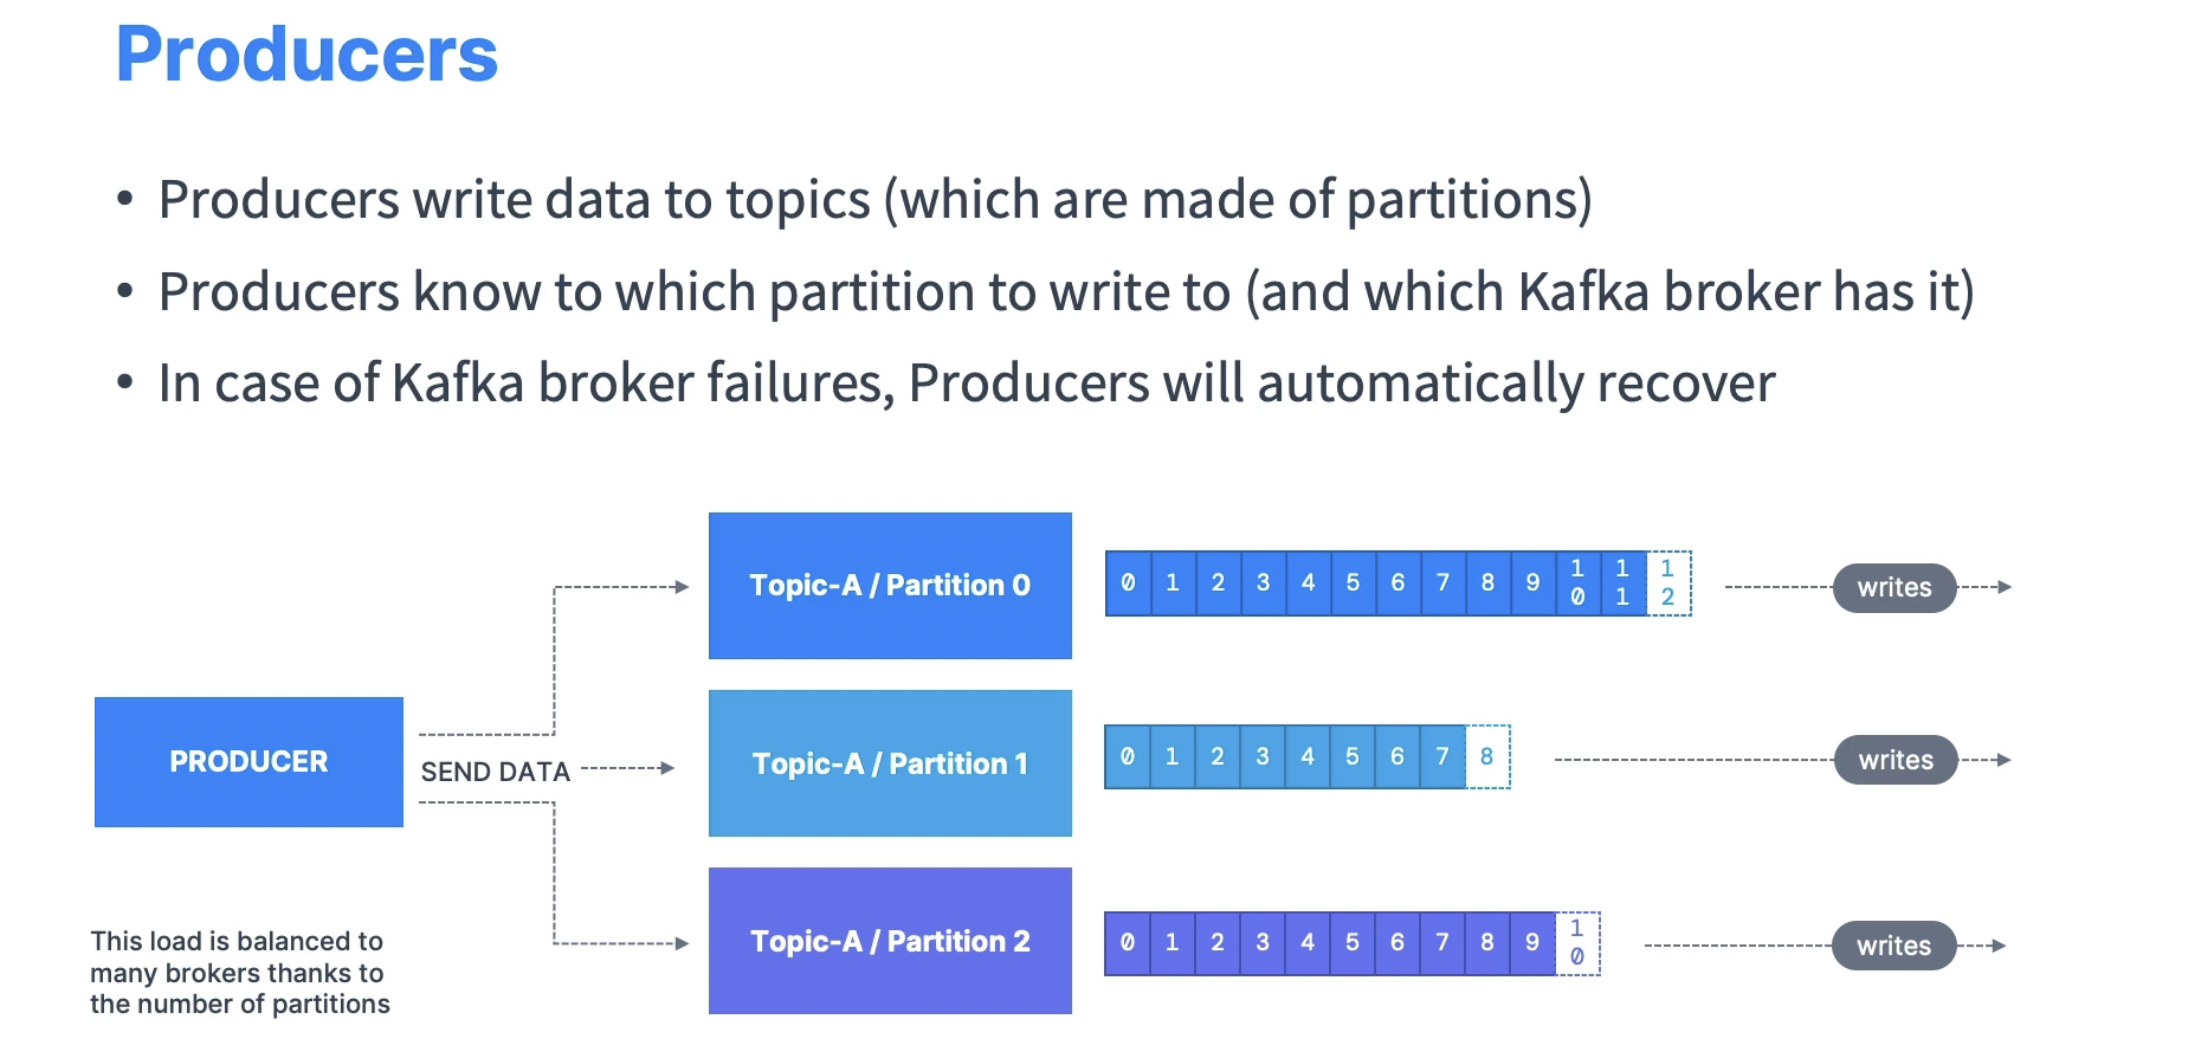 Producers
• Producers write data to topics (which are made of partitions)
• Producers know to which partition to write to (and which Kafka broker has it)
• In case of Kafka broker failures, Producers will automatically recover
PRODUCER
SEND DATA
This load is balanced to
many brokers thanks to
the number of partitions
Topic-A / Partition 0
0 1 2 3 4 5 6 7 8 9 10 11 12
writes
Topic-A / Partition 1
0 1 2 3 4 5 6 7 8
writes
Topic-A / Partition 2
0 1 2 3 4 5 6 7 8 9 10
writes